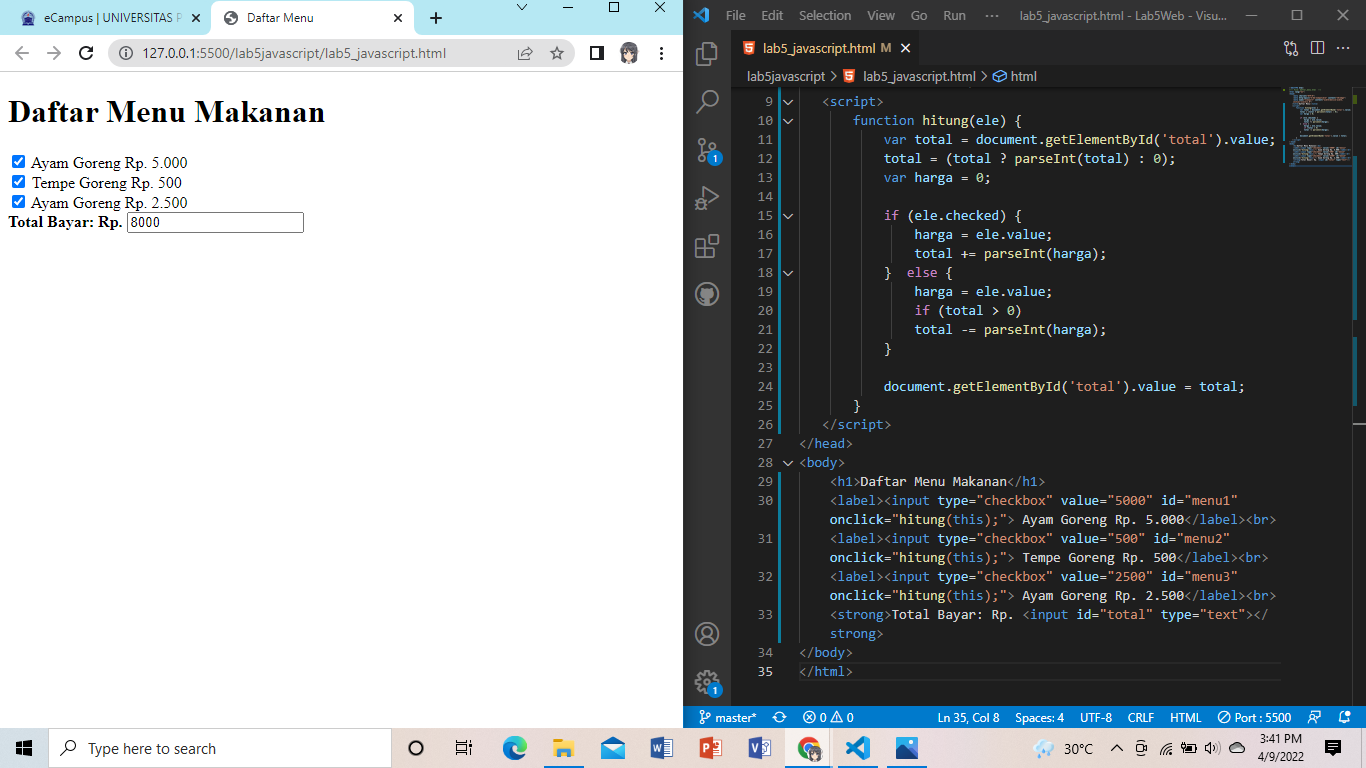 eCampus | UNIVERSITAS P
Daftar Menu
127.0.0.1:5500/lab5javascript/lab5_javascript.html
Daftar Menu Makanan
Ayam Goreng Rp. 5.000
Tempe Goreng Rp. 500
Ayam Goreng Rp. 2.500
Total Bayar: Rp. 8000
File Edit Selection View Go Run ··· lab5_javascript.html - Lab5Web - Visu...
lab5_javascript.html M
lab5javascript > lab5_javascript.html > html
9 <script>
10 function hitung(ele) {
11 var total = document.getElementById('total').value;
12 total = (total ? parseInt(total) : 0);
13 var harga = 0;
14
15 if (ele.checked) {
16 harga = ele.value;
17 total += parseInt(harga);
18 } else {
19 harga = ele.value;
20 if (total > 0)
21 total -= parseInt(harga);
22 }
23
24 document.getElementById('total').value = total;
25 }
26 </script>
27 </head>
28 <body>
29 <h1>Daftar Menu Makanan</h1>
30 <label><input type="checkbox" value="5000" id="menu1"
onclick="hitung(this);"> Ayam Goreng Rp. 5.000</label><br>
31 <label><input type="checkbox" value="500" id="menu2"
onclick="hitung(this);"> Tempe Goreng Rp. 500</label><br>
32 <label><input type="checkbox" value="2500" id="menu3"
onclick="hitung(this);"> Ayam Goreng Rp. 2.500</label><br>
33 <strong>Total Bayar: Rp. <input id="total" type="text"></
strong>
34 </body>
35 </html>
1
1
master* 0 0 Ln 35, Col 8 Spaces: 4 UTF-8 CRLF HTML Port : 5500
Type here to search
30°C
3:41 PM
4/9/2022